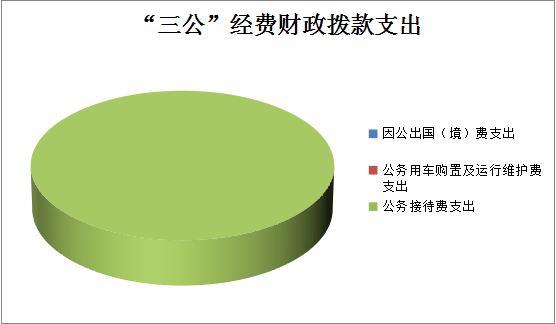 “三公”经费财政拨款支出
因公出国（境）费支出
公务用车购置及运行维护费
支出
公务接待费支出